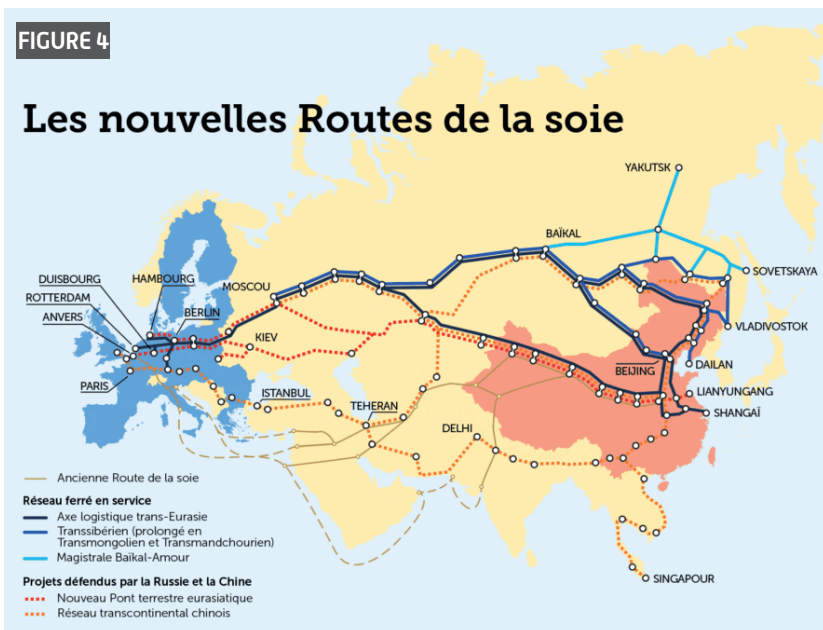 FIGURE 4
Les nouvelles Routes de la soie
YAKUTSK
BAÏKAL
SOVETSKAYA
DUISBOURG
HAMBOURG
MOSCOU
ROTTERDAM
BERLIN
ANVERS
VLADIVOSTOK
KIEV
DAILAN
BEIJING
PARIS
ISTANBUL
LIANYUNGANG
TEHERAN
SHANGAÏ
DELHI
Ancienne Route de la soie
Réseau ferré en service
Axe logistique trans-Eurasie
Transsibérien (prolongé en
Transmongolien et Transmandchourien)
Magistrale Baïkal-Amour
Projets défendus par la Russie et la Chine
SINGAPOUR
Nouveau Pont terrestre eurasiatique
Réseau transcontinental chinois